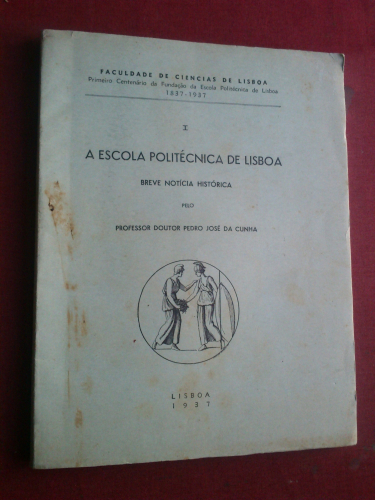 FACULDADE DE CIENCIAS DE LISBOA
Primeiro Centenário da Fundação da Escola Politécnica de Lisboa
1837-1937
I
A ESCOLA POLITÉCNICA DE LISBOA
BREVE NOTÍCIA HISTÓRICA
PELO
PROFESSOR DOUTOR PEDRO JOSÉ DA CUNHA
LISBOA
1937